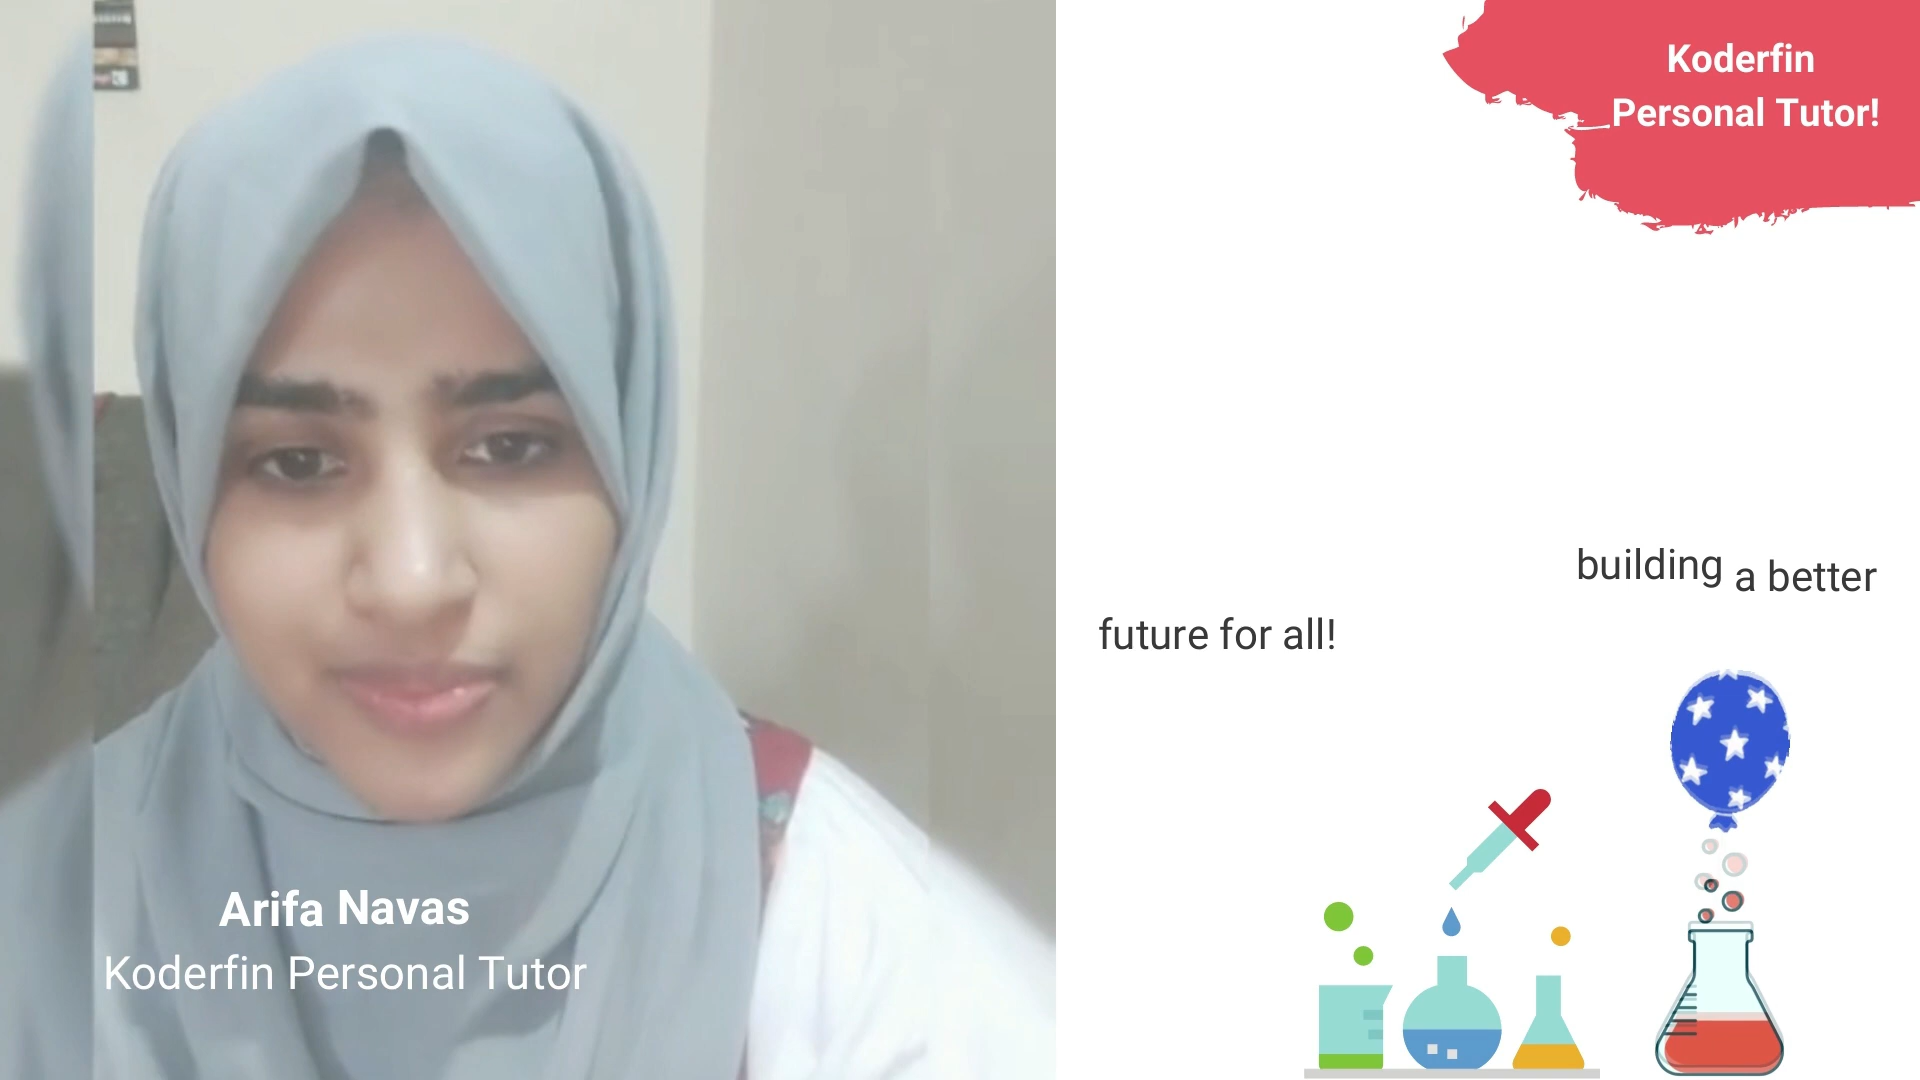 Koderfin
Personal Tutor!
building a better
future for all!
Arifa Navas
Koderfin Personal Tutor